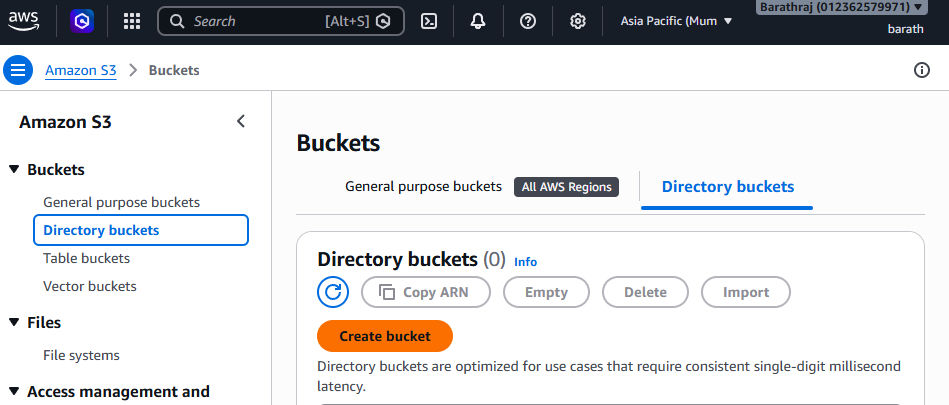 aws
Search [Alt+S]
Asia Pacific (Mum
Barathraj (012362579971)
barath
Amazon S3
Buckets
Amazon S3
Buckets
General purpose buckets
Directory buckets
Table buckets
Vector buckets
Files
File systems
Access management and
Buckets
General purpose buckets All AWS Regions Directory buckets
Directory buckets (0) Info
Copy ARN Empty Delete Import
Create bucket
Directory buckets are optimized for use cases that require consistent single-digit millisecond
latency.